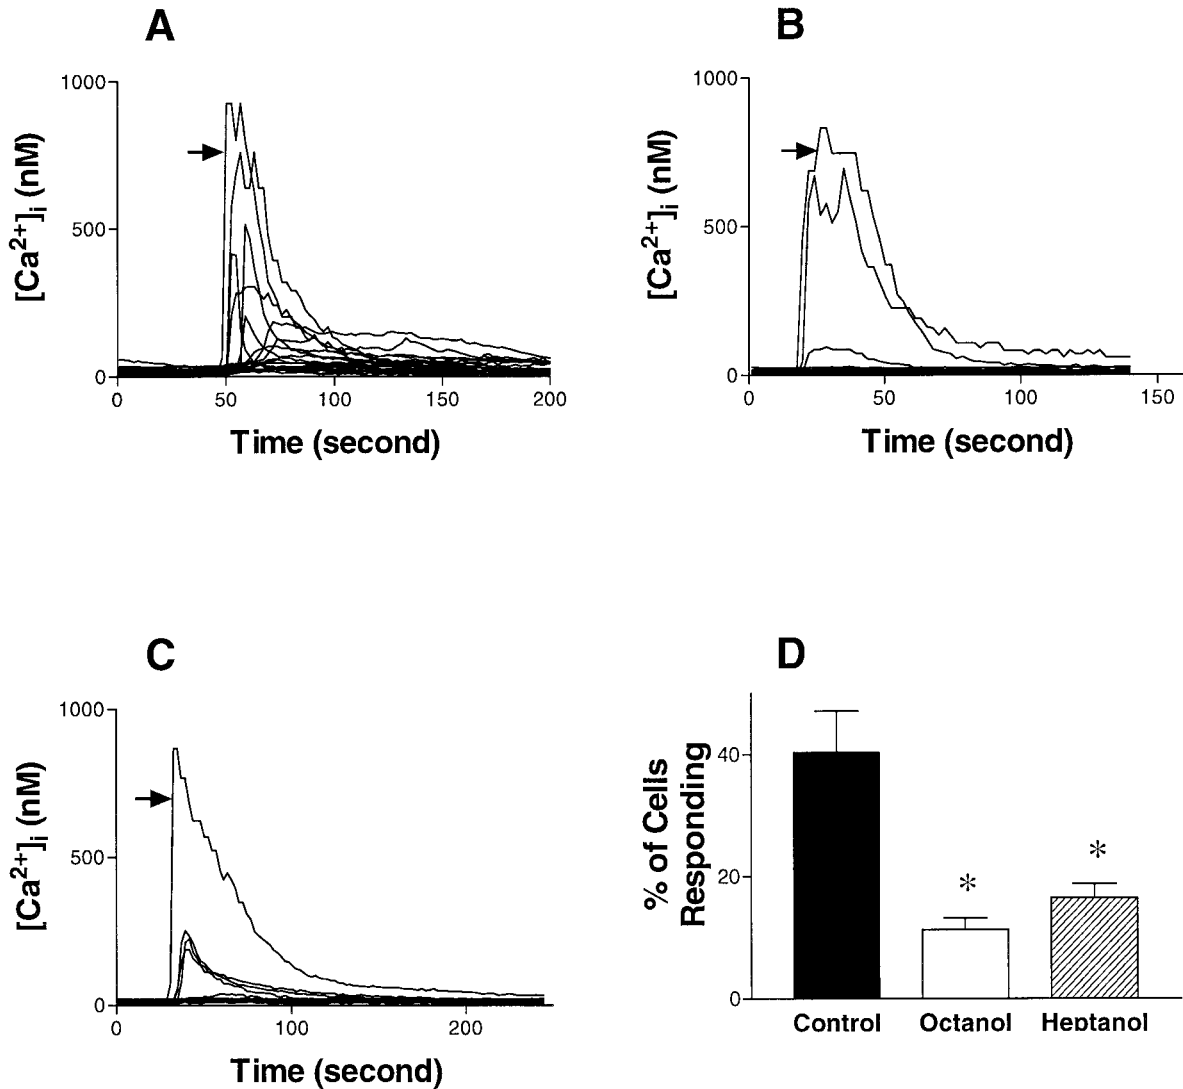 A
1000
500
0
[Ca2+]i (nM)
0 50 100 150 200
Time (second)
B
1000
500
0
[Ca2+]i (nM)
0 50 100 150
Time (second)
C
1000
500
0
[Ca2+]i (nM)
0 100 200
Time (second)
D
40
20
0
% of Cells
Responding
*
*
Control Octanol Heptanol